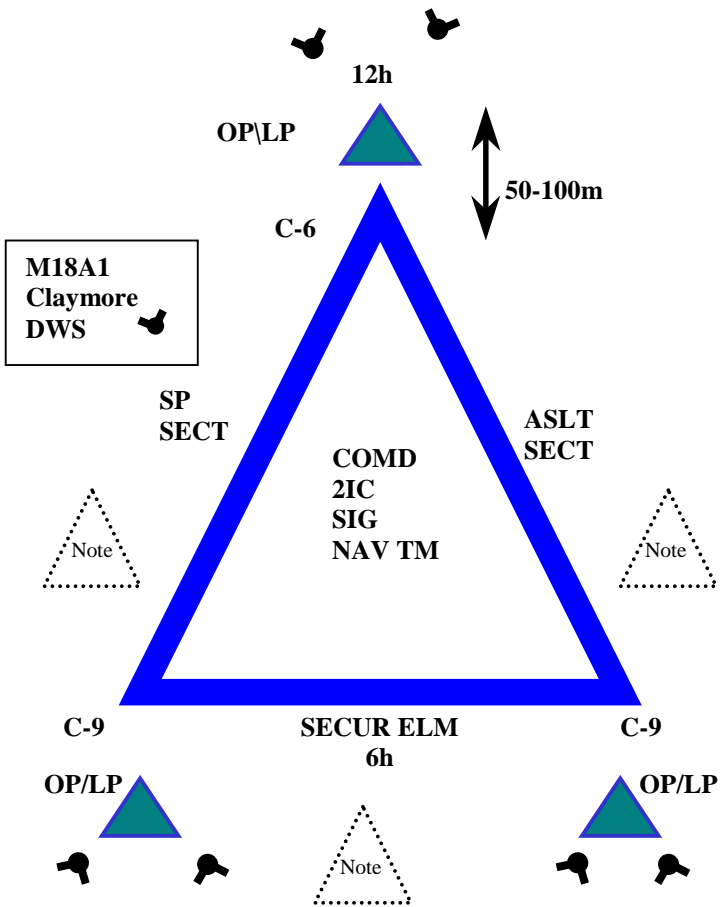 12h
OP\LP
50-100m
C-6
M18A1
Claymore
DWS
SP
SECT
ASLT
SECT
COMD
2IC
SIG
NAV TM
Note
Note
C-9
SECUR ELM
6h
C-9
OP/LP
OP/LP
Note